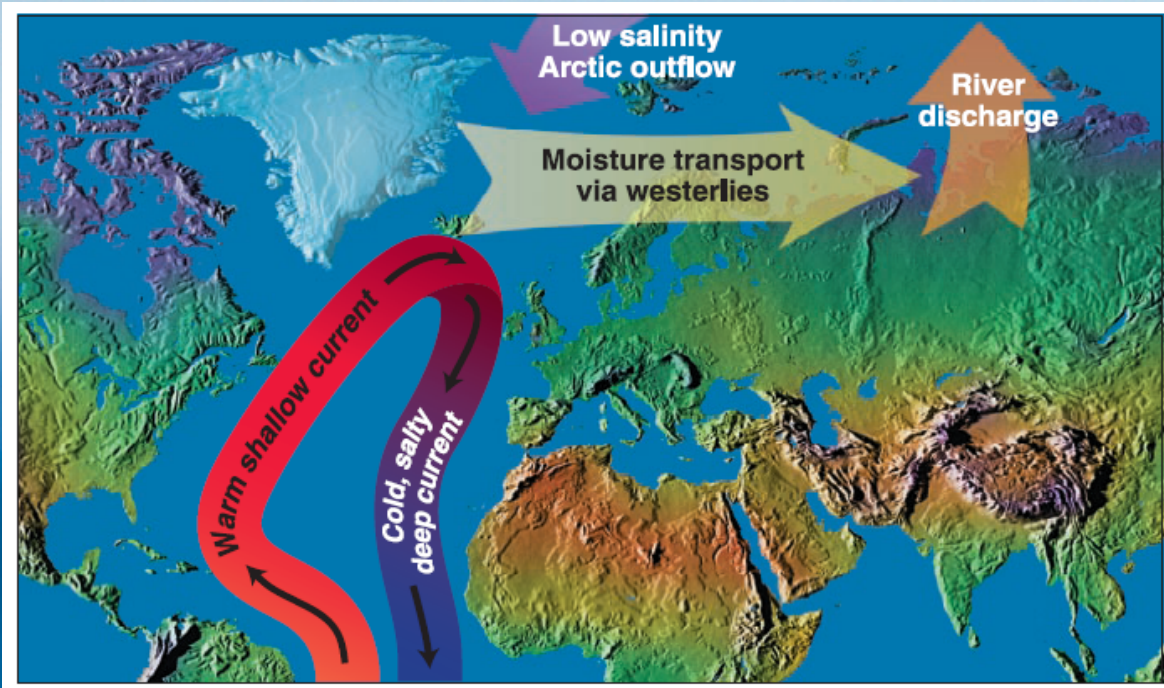 Low salinity
Arctic outflow
River
discharge
Moisture transport
via westerlies
Warm shallow current
Cold, salty
deep current